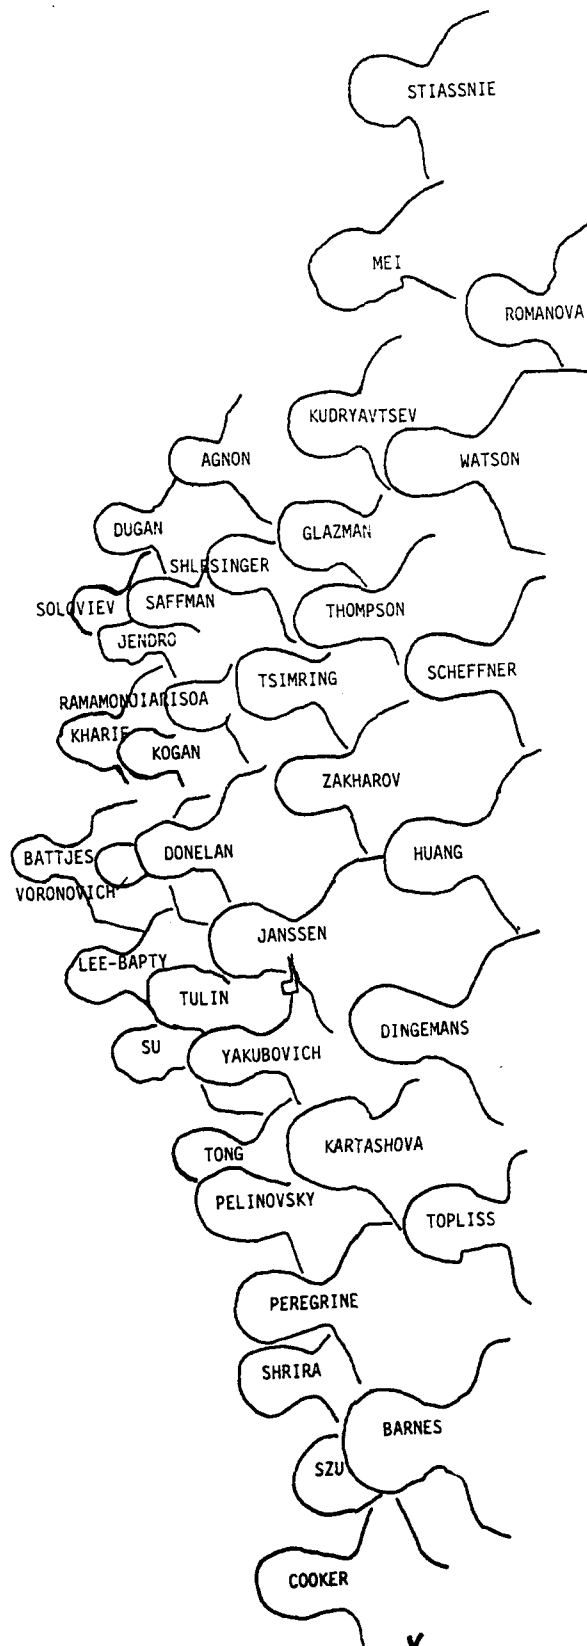 STIASSNIE
MEI
ROMANOVA
KUDRYAVTSEV
AGNON
WATSON
DUGAN
GLAZMAN
SHLESINGER
SOLOVIEV
SAFFMAN
THOMPSON
JENDRO
SCHEFFNER
TSIMRING
RAMAMONJIARISOA
KHARIF
KOGAN
ZAKHAROV
BATTJES
DONELAN
HUANG
VORONOVICH
JANSSEN
LEE-BAPTY
TULIN
DINGEMANS
SU
YAKUBOVICH
TONG
KARTASHOVA
PELINOVSKY
TOPLISS
PEREGRINE
SHRIRA
BARNES
SZU
COOKER